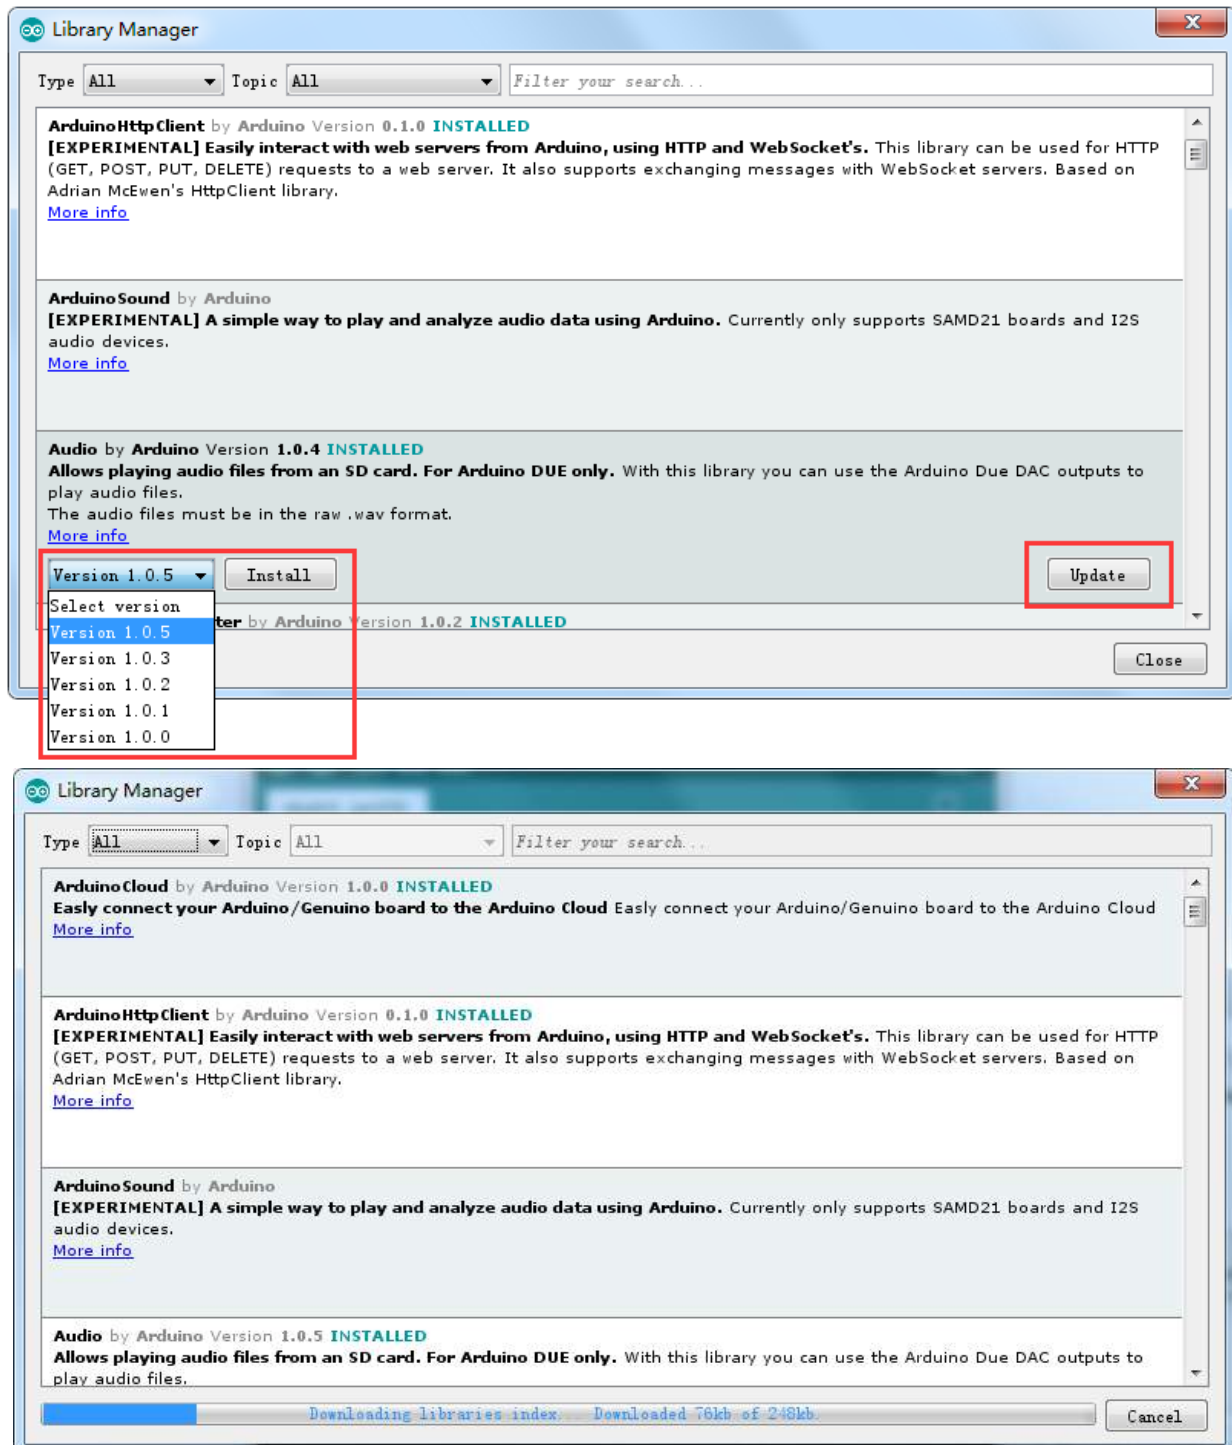 Library Manager
Type All Topic All Filter your search...
ArduinoHttpClient by Arduino Version 0.1.0 INSTALLED
[EXPERIMENTAL] Easily interact with web servers from Arduino, using HTTP and WebSocket's. This library can be used for HTTP
(GET, POST, PUT, DELETE) requests to a web server. It also supports exchanging messages with WebSocket servers. Based on
Adrian McEwen's HttpClient library.
More info
ArduinoSound by Arduino
[EXPERIMENTAL] A simple way to play and analyze audio data using Arduino. Currently only supports SAMD21 boards and I2S
audio devices.
More info
Audio by Arduino Version 1.0.4 INSTALLED
Allows playing audio files from an SD card. For Arduino DUE only. With this library you can use the Arduino Due DAC outputs to
play audio files.
The audio files must be in the raw .wav format.
More info
Version 1.0.5 Install Update
Select version
ter by Arduino Version 1.0.2 INSTALLED
Version 1.0.5
Version 1.0.3
Close
Version 1.0.2
Version 1.0.1
Version 1.0.0
Library Manager
Type All Topic All Filter your search...
ArduinoCloud by Arduino Version 1.0.0 INSTALLED
Easly connect your Arduino/Genuino board to the Arduino Cloud Easly connect your Arduino/Genuino board to the Arduino Cloud
More info
ArduinoHttpClient by Arduino Version 0.1.0 INSTALLED
[EXPERIMENTAL] Easily interact with web servers from Arduino, using HTTP and WebSocket's. This library can be used for HTTP
(GET, POST, PUT, DELETE) requests to a web server. It also supports exchanging messages with WebSocket servers. Based on
Adrian McEwen's HttpClient library.
More info
ArduinoSound by Arduino
[EXPERIMENTAL] A simple way to play and analyze audio data using Arduino. Currently only supports SAMD21 boards and I2S
audio devices.
More info
Audio by Arduino Version 1.0.5 INSTALLED
Allows playing audio files from an SD card. For Arduino DUE only. With this library you can use the Arduino Due DAC outputs to
play audio files.
Downloading libraries index... Downloaded 76kb of 248kb. Cancel